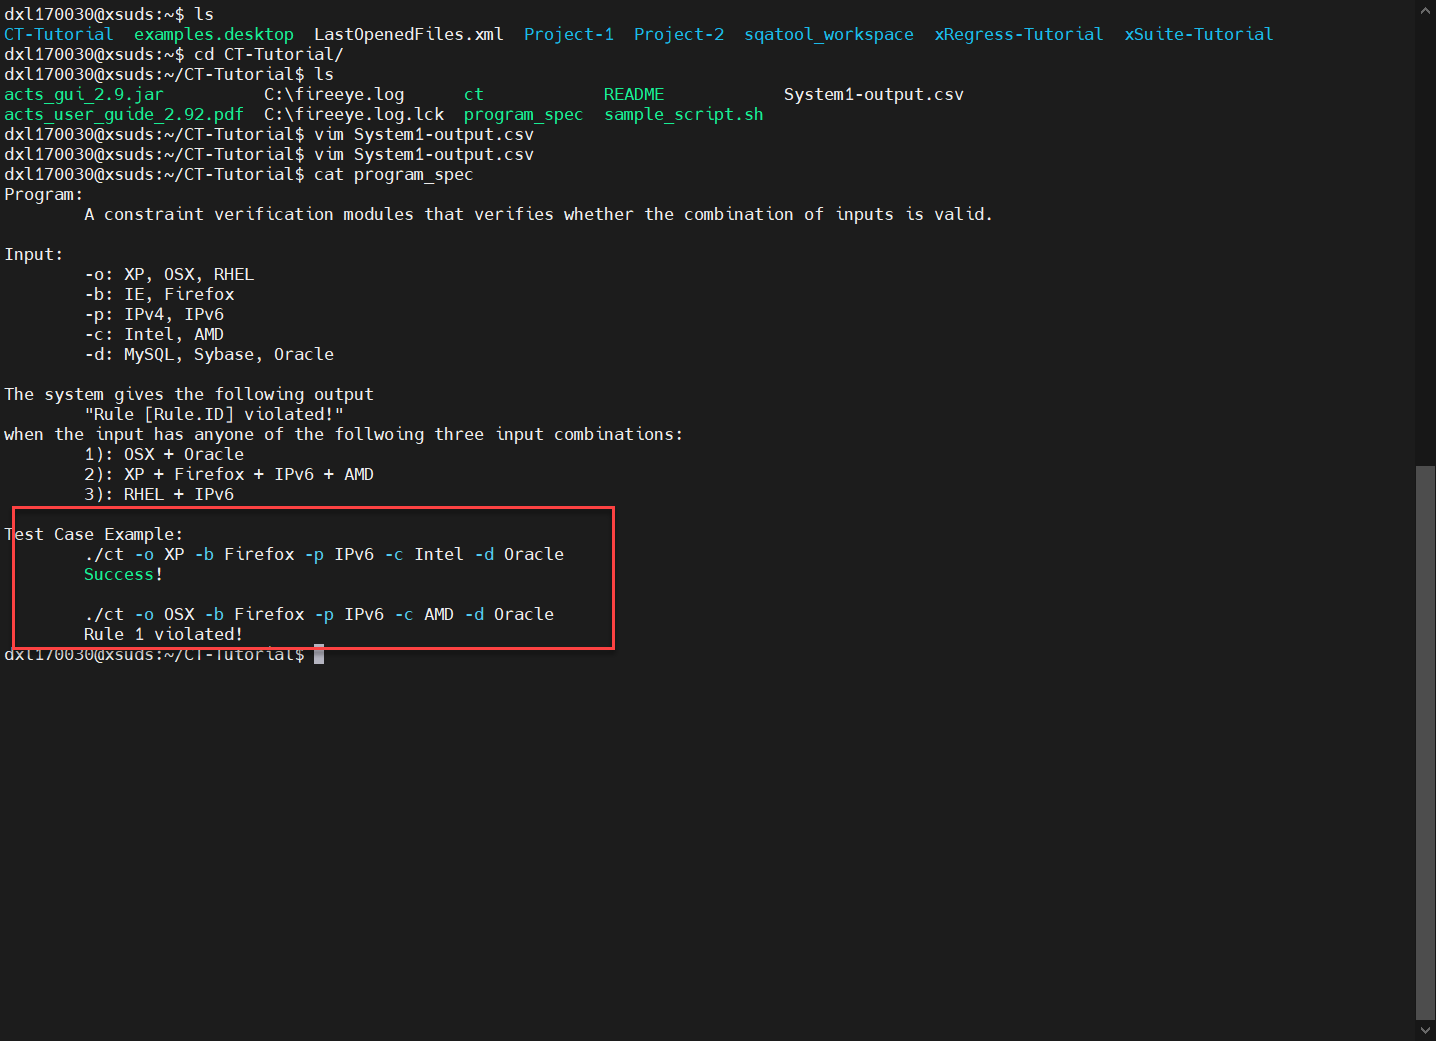 dxl170030@xsuds:~$ ls
CT-Tutorial  examples.desktop  LastOpenedFiles.xml  Project-1  Project-2  sqatool_workspace  xRegress-Tutorial  xSuite-Tutorial
dxl170030@xsuds:~$ cd CT-Tutorial/
dxl170030@xsuds:~/CT-Tutorial$ ls
acts_gui_2.9.jar          C:\fireeye.log      ct            README            System1-output.csv
acts_user_guide_2.92.pdf  C:\fireeye.log.lck  program_spec  sample_script.sh
dxl170030@xsuds:~/CT-Tutorial$ vim System1-output.csv
dxl170030@xsuds:~/CT-Tutorial$ vim System1-output.csv
dxl170030@xsuds:~/CT-Tutorial$ cat program_spec
Program:
        A constraint verification modules that verifies whether the combination of inputs is valid.

Input:
        -o: XP, OSX, RHEL
        -b: IE, Firefox
        -p: IPv4, IPv6
        -c: Intel, AMD
        -d: MySQL, Sybase, Oracle

The system gives the following output
        "Rule [Rule.ID] violated!"
when the input has anyone of the follwoing three input combinations:
        1): OSX + Oracle
        2): XP + Firefox + IPv6 + AMD
        3): RHEL + IPv6

Test Case Example:
        ./ct -o XP -b Firefox -p IPv6 -c Intel -d Oracle
        Success!

        ./ct -o OSX -b Firefox -p IPv6 -c AMD -d Oracle
        Rule 1 violated!
dxl170030@xsuds:~/CT-Tutorial$